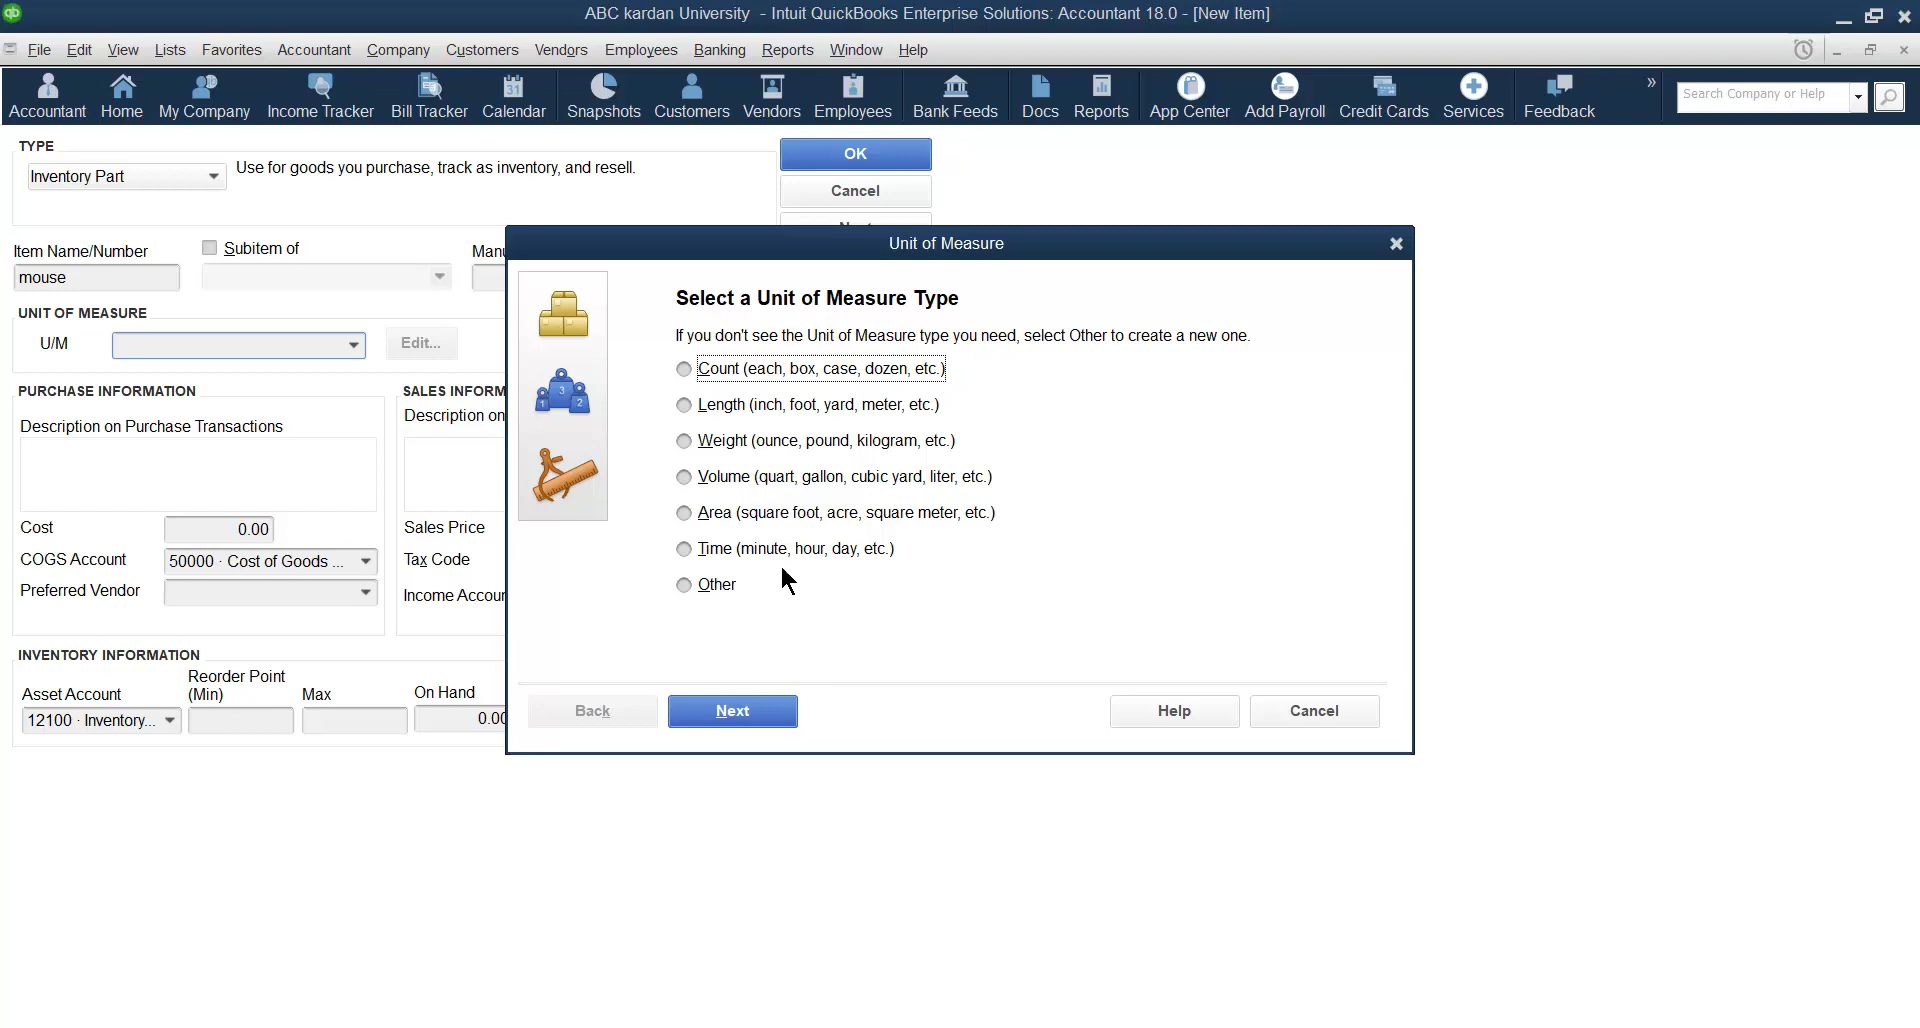 ABC kardan University - Intuit QuickBooks Enterprise Solutions: Accountant 18.0 - [New Item]
File Edit View Lists Favorites Accountant Company Customers Vendors Employees Banking Reports Window Help
31
Accountant Home My Company Income Tracker Bill Tracker Calendar Snapshots Customers Vendors Employees Bank Feeds Docs Reports App Center Add Payroll Credit Cards Services Feedback » Search Company or Help
TYPE
Inventory Part Use for goods you purchase, track as inventory, and resell.
OK
Cancel
Item Name/Number Subitem of
mouse
UNIT OF MEASURE
U/M Edit...
PURCHASE INFORMATION
Description on Purchase Transactions
Cost 0.00
COGS Account 50000 · Cost of Goods ...
Preferred Vendor
SALES INFORM
Description on
Sales Price
Tax Code
Income Accour
INVENTORY INFORMATION
Asset Account Reorder Point (Min) Max On Hand
12100 · Inventory... 0.00
Unit of Measure
3
1 2
Select a Unit of Measure Type
If you don't see the Unit of Measure type you need, select Other to create a new one.
Count (each, box, case, dozen, etc.)
Length (inch, foot, yard, meter, etc.)
Weight (ounce, pound, kilogram, etc.)
Volume (quart, gallon, cubic yard, liter, etc.)
Area (square foot, acre, square meter, etc.)
Time (minute, hour, day, etc.)
Other
Back Next Help Cancel